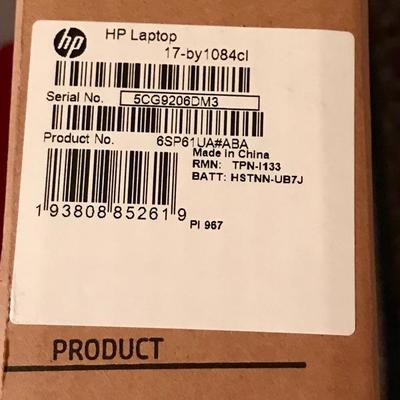 hp
HP Laptop
17-by1084cl
Serial No. 5CG9206DM3
Product No. 6SP61UA#ABA
Made in China
RMN: TPN-I133
BATT: HSTNN-UB7J
1 93808 85261 9
PI 967
PRODUCT